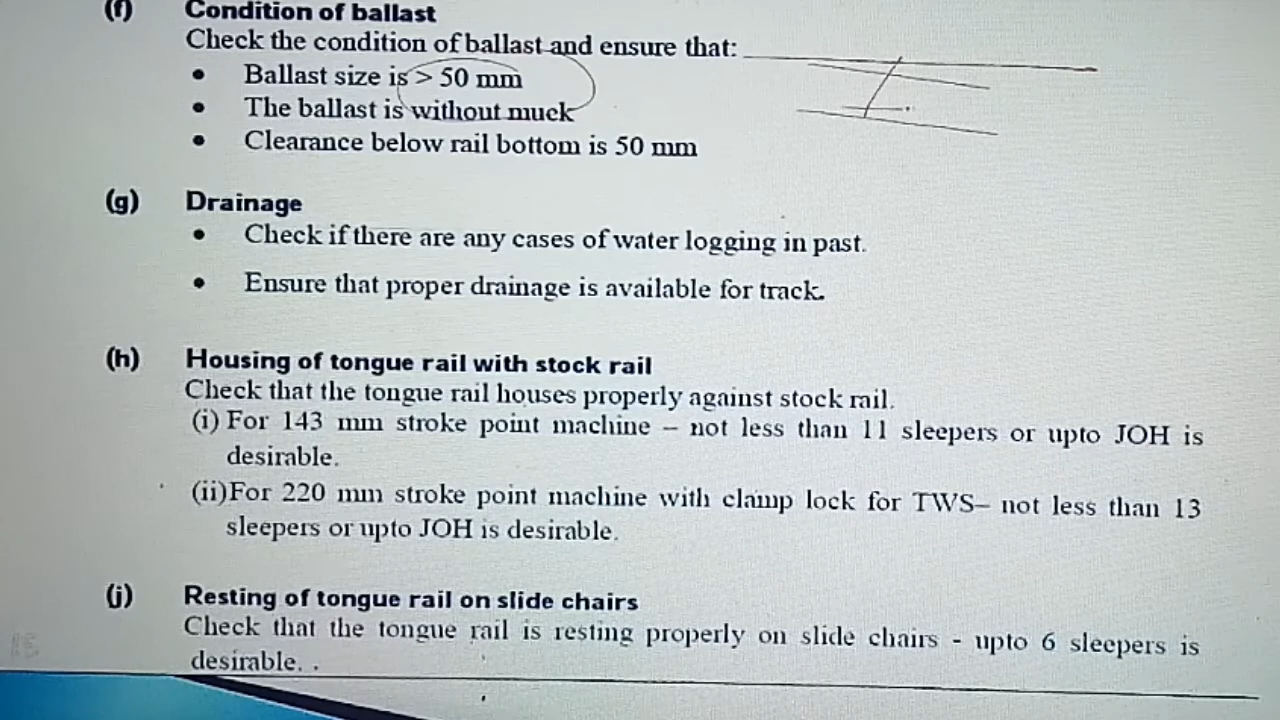 (f) Condition of ballast
Check the condition of ballast and ensure that:
• Ballast size is > 50 mm
• The ballast is without muck
• Clearance below rail bottom is 50 mm
(g) Drainage
• Check if there are any cases of water logging in past.
• Ensure that proper drainage is available for track.
(h) Housing of tongue rail with stock rail
Check that the tongue rail houses properly against stock rail.
(i) For 143 mm stroke point machine – not less than 11 sleepers or upto JOH is
desirable.
(ii)For 220 mm stroke point machine with clamp lock for TWS– not less than 13
sleepers or upto JOH is desirable.
(j) Resting of tongue rail on slide chairs
Check that the tongue rail is resting properly on slide chairs - upto 6 sleepers is
desirable. .
15